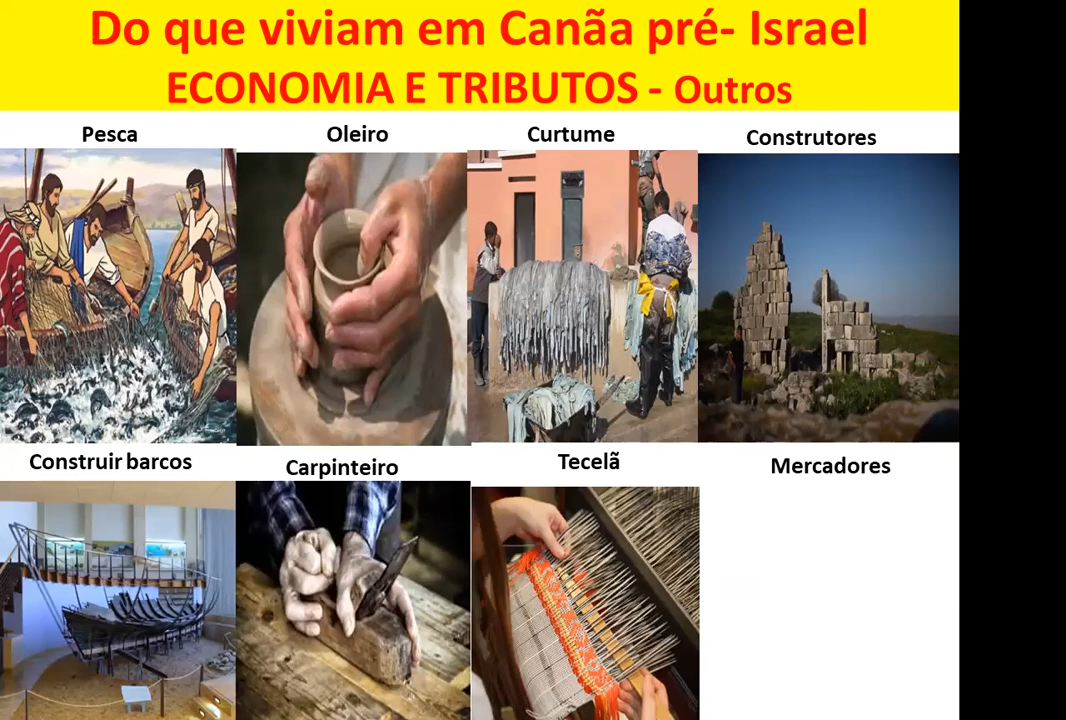 Do que viviam em Canãa pré- Israel
ECONOMIA E TRIBUTOS - Outros
Pesca
Oleiro
Curtume
Construtores
Construir barcos
Carpinteiro
Tecelã
Mercadores